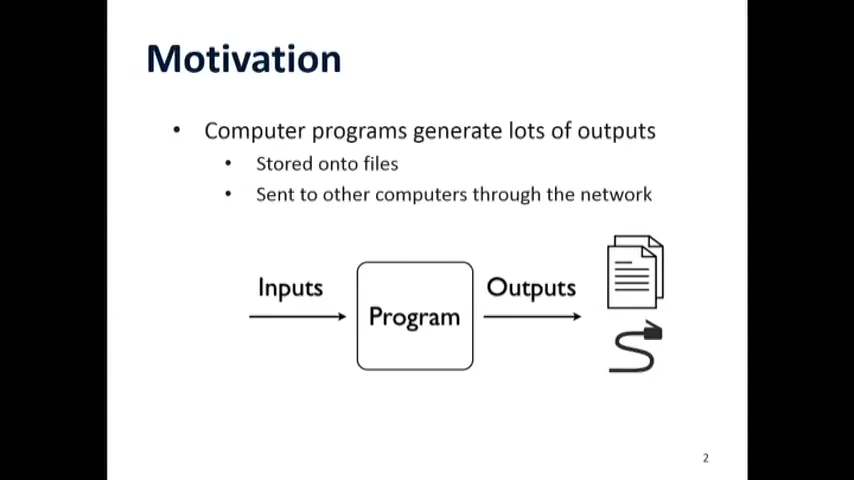 Motivation
• Computer programs generate lots of outputs
• Stored onto files
• Sent to other computers through the network
Inputs
Program
Outputs
2